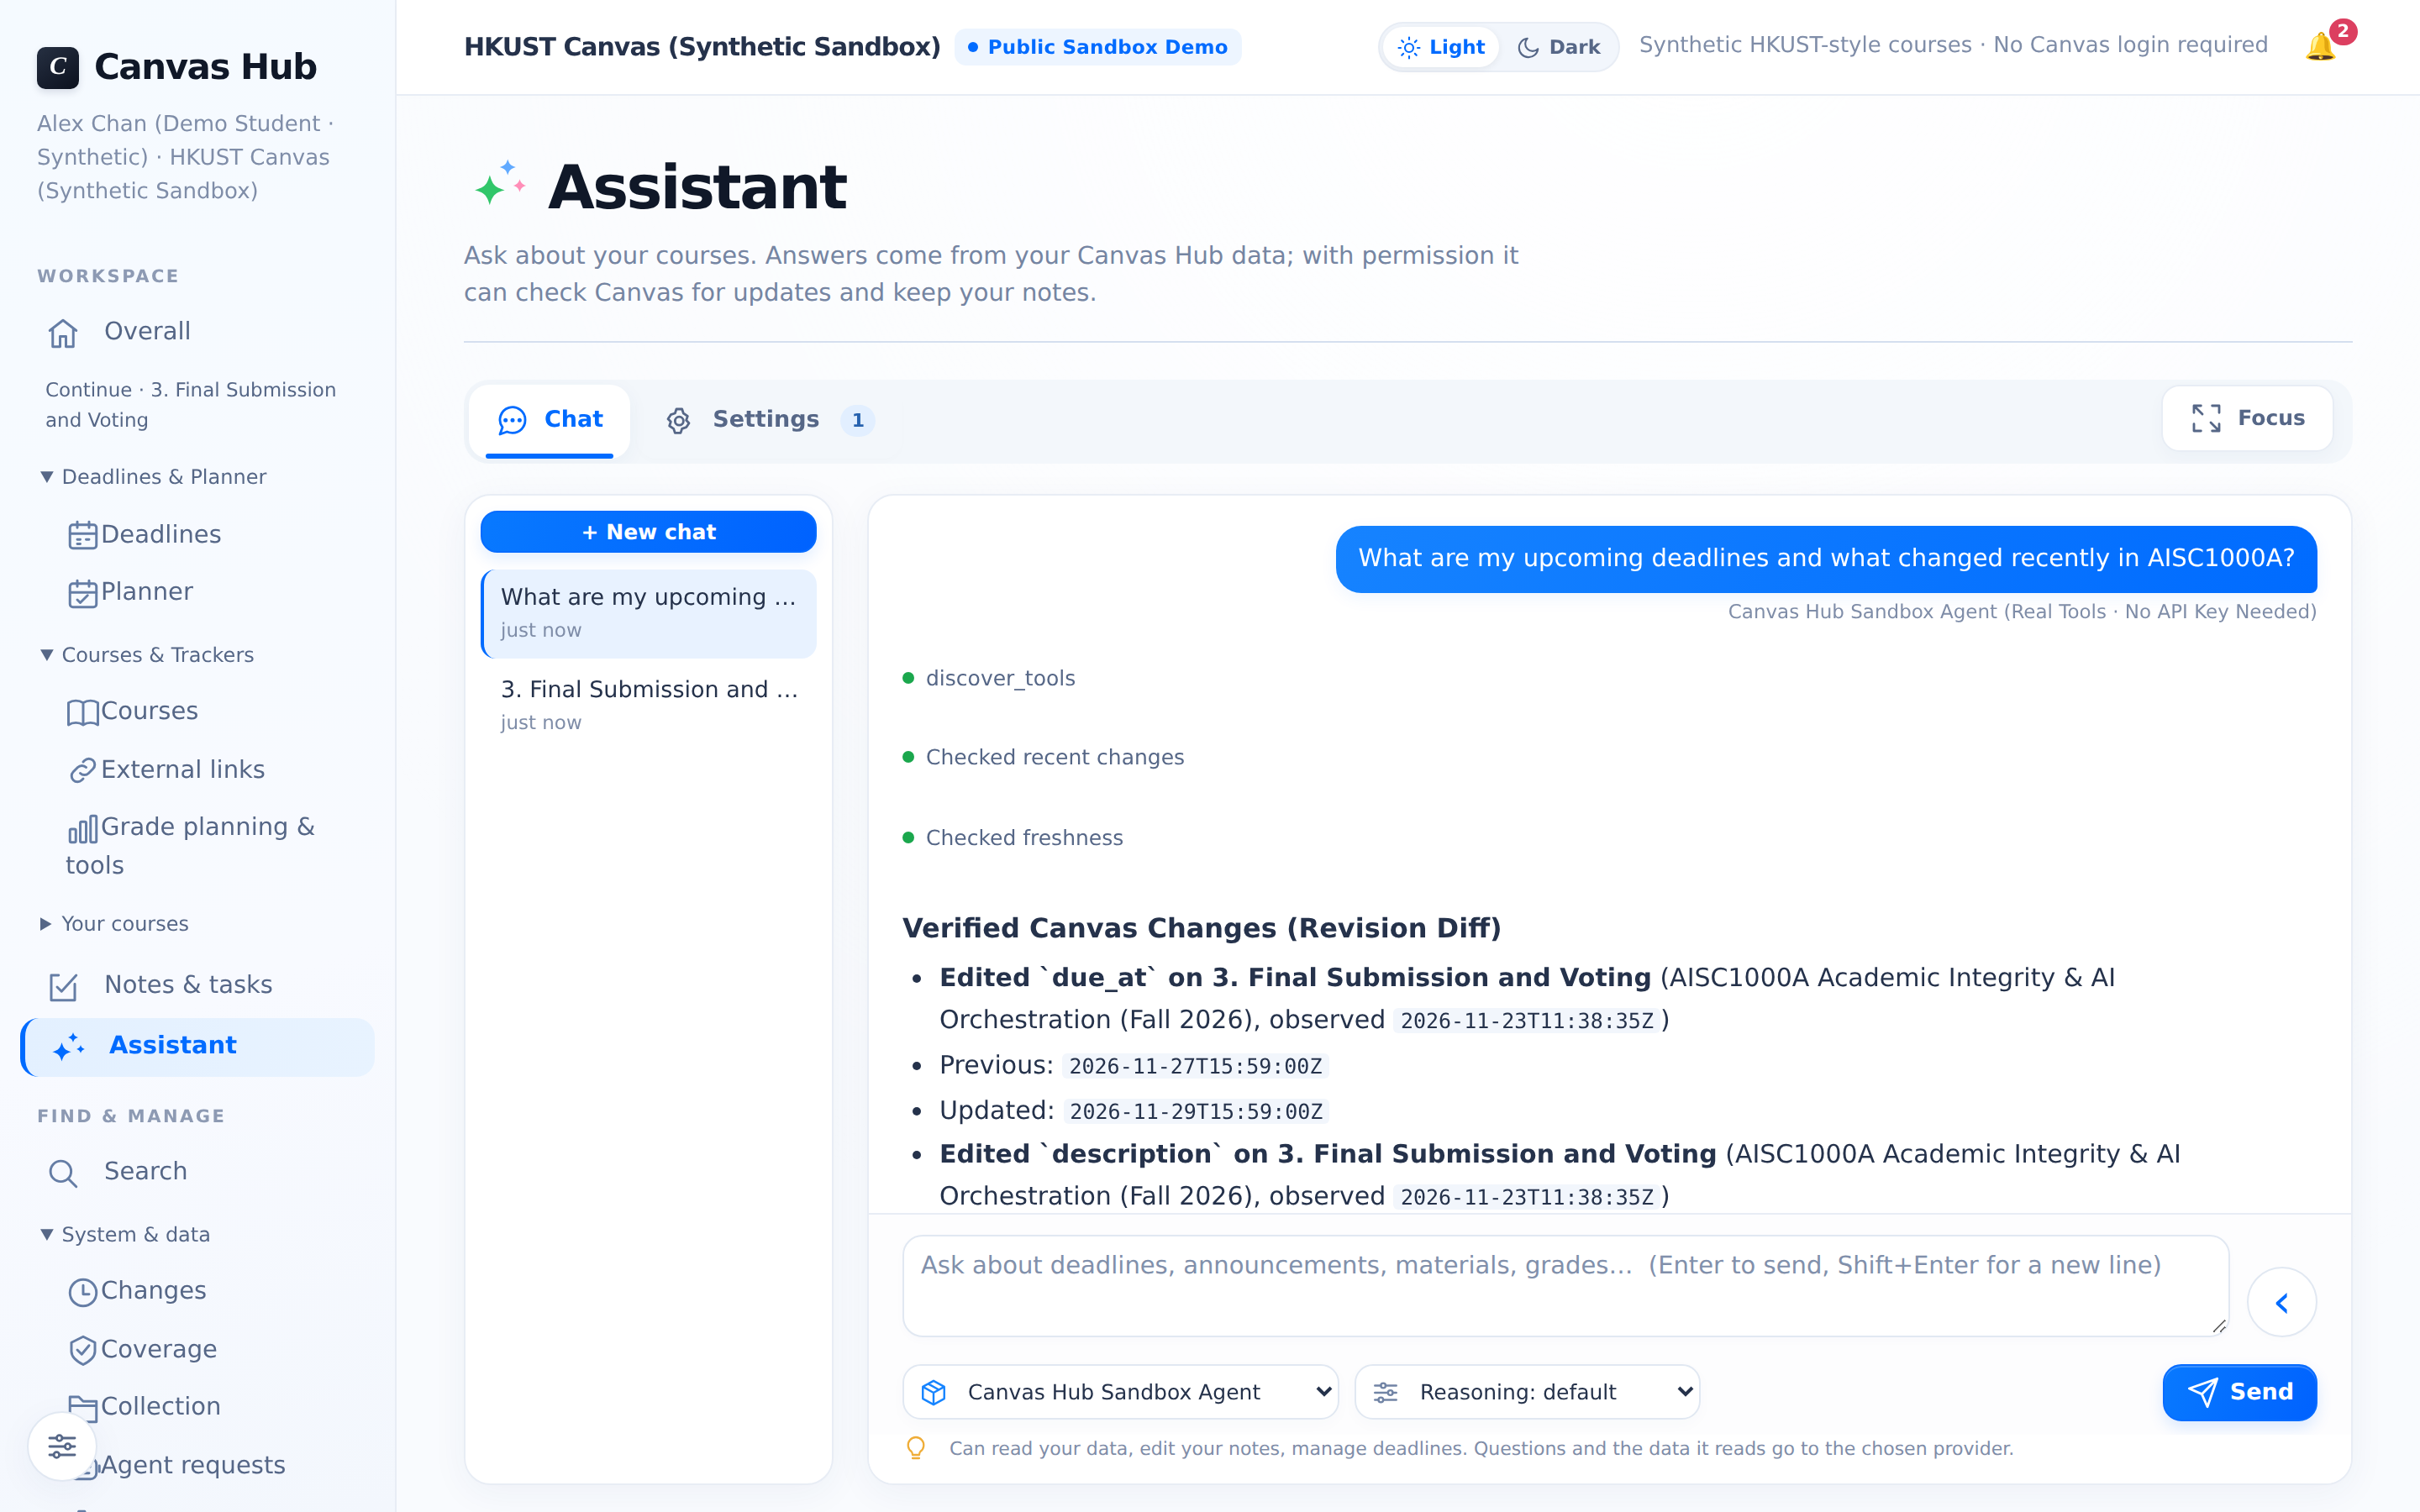 C Canvas Hub
Alex Chan (Demo Student ·
Synthetic) · HKUST Canvas
(Synthetic Sandbox)
WORKSPACE
Overall
Continue · 3. Final Submission
and Voting
Deadlines & Planner
Deadlines
Planner
Courses & Trackers
Courses
External links
Grade planning &
tools
Your courses
Notes & tasks
Assistant
FIND & MANAGE
Search
System & data
Changes
Coverage
Collection
Agent requests
HKUST Canvas (Synthetic Sandbox)
Public Sandbox Demo
Light
Dark
Synthetic HKUST-style courses · No Canvas login required
2
Assistant
Ask about your courses. Answers come from your Canvas Hub data; with permission it
can check Canvas for updates and keep your notes.
Chat
Settings 1
Focus
+ New chat
What are my upcoming ...
just now
3. Final Submission and ...
just now
What are my upcoming deadlines and what changed recently in AISC1000A?
Canvas Hub Sandbox Agent (Real Tools · No API Key Needed)
discover_tools
Checked recent changes
Checked freshness
Verified Canvas Changes (Revision Diff)
• Edited `due_at` on 3. Final Submission and Voting (AISC1000A Academic Integrity & AI
Orchestration (Fall 2026), observed 2026-11-23T11:38:35Z)
• Previous: 2026-11-27T15:59:00Z
• Updated: 2026-11-29T15:59:00Z
• Edited `description` on 3. Final Submission and Voting (AISC1000A Academic Integrity & AI
Orchestration (Fall 2026), observed 2026-11-23T11:38:35Z)
Ask about deadlines, announcements, materials, grades... (Enter to send, Shift+Enter for a new line)
Canvas Hub Sandbox Agent
Reasoning: default
Send
Can read your data, edit your notes, manage deadlines. Questions and the data it reads go to the chosen provider.